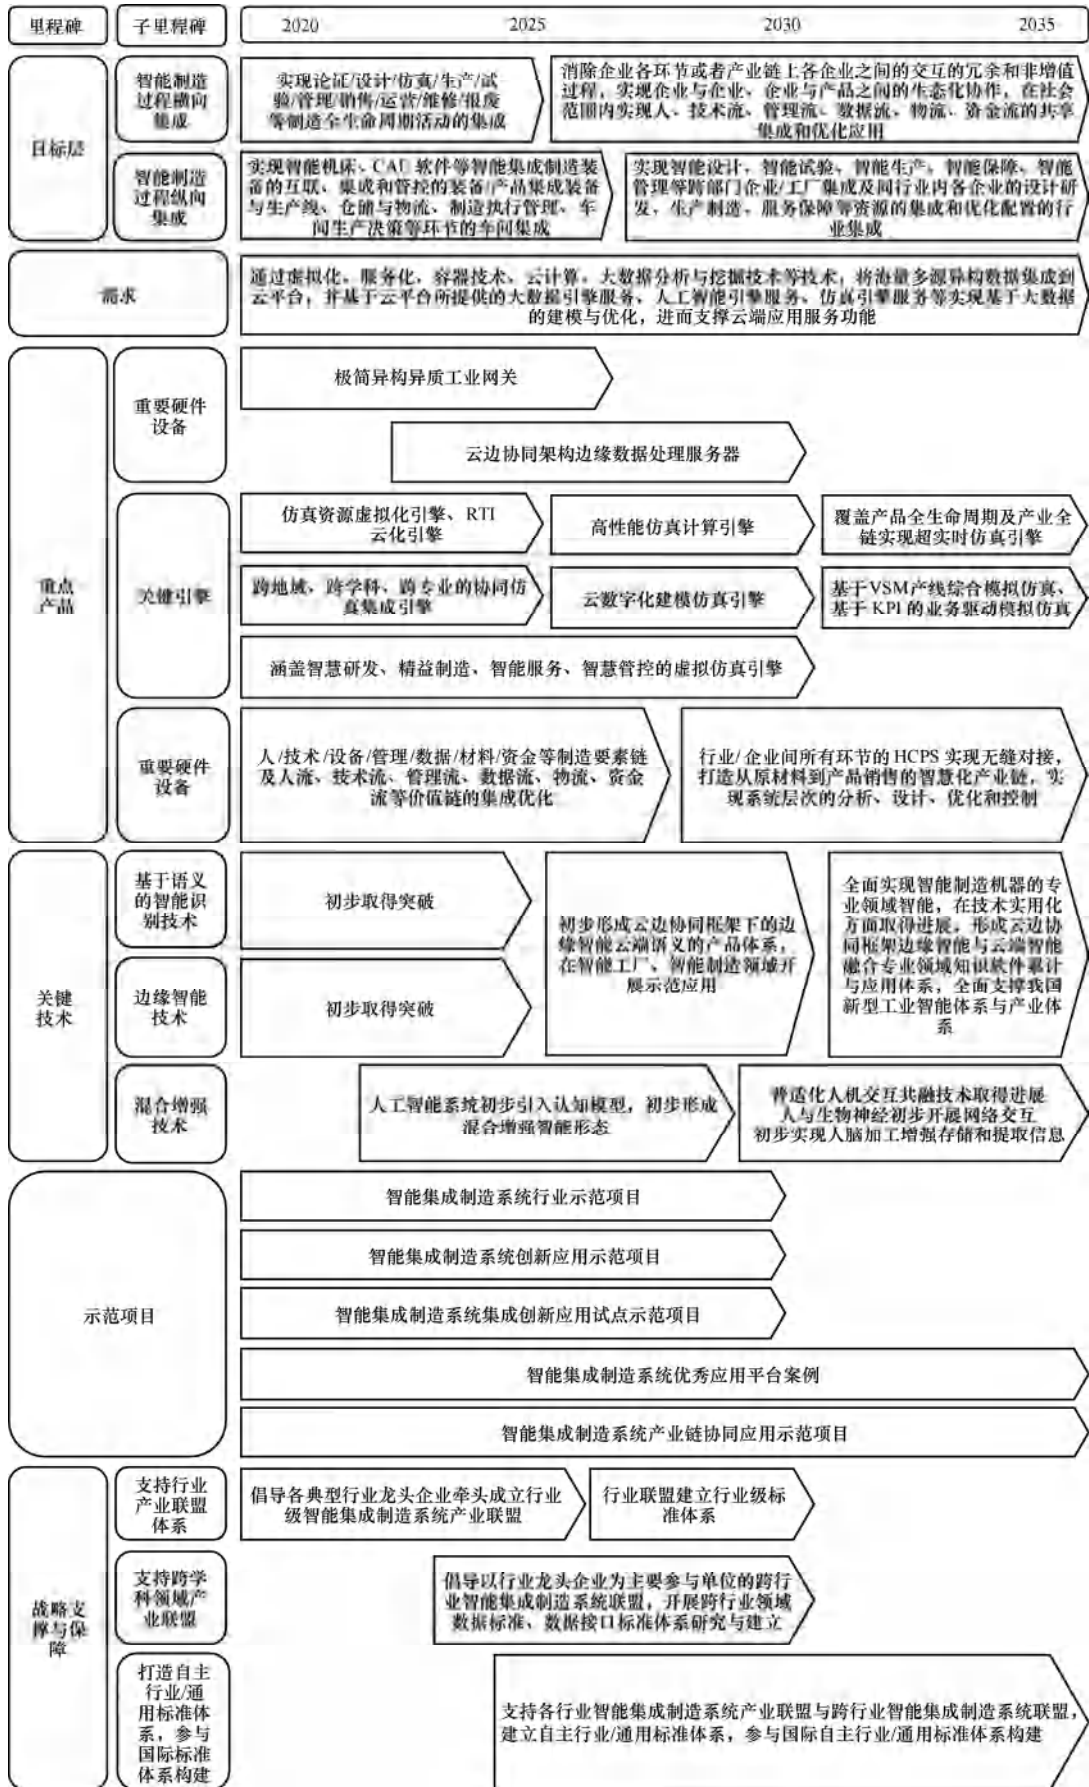 里程碑
子里程碑
2020
2025
2030
2035
目标层
智能制造
过程横向
集成
实现论证/设计/仿真/生产/试
验/管理/销售/运营/维修/报废
等制造全生命周期活动的集成
消除企业各环节或者产业链上各企业之间的交互的冗余和非增值
过程，实现企业与企业、企业与产品之间的生态化协作，在社会
范围内实现人、技术流、管理流、数据流、物流、资金流的共享
集成和优化应用
智能制造
过程纵向
集成
实现智能机床、CAD 软件等智能集成制造装
备的互联、集成和管控的装备/产品集成装备
与生产线、仓储与物流、制造执行管理、车
间生产决策等环节的车间集成
实现智能设计、智能试验、智能生产、智能保障、智能
管理等跨部门企业/工厂集成及同行业内各企业的设计研
发、生产制造、服务保障等资源的集成和优化配置的行
业集成
需求
通过虚拟化、服务化、容器技术、云计算、大数据分析与挖掘技术等技术，将海量多源异构数据集成到
云平台，并基于云平台所提供的大数据引擎服务、人工智能引擎服务、仿真引擎服务等实现基于大数据
的建模与优化，进而支撑云端应用服务功能
重点
产品
重要硬件
设备
极简异构异质工业网关
云边协同架构边缘数据处理服务器
关键引擎
仿真资源虚拟化引擎、RTI
云化引擎
高性能仿真计算引擎
覆盖产品全生命周期及产业全
链实现超实时仿真引擎
跨地域、跨学科、跨专业的协同仿
真集成引擎
云数字化建模仿真引擎
基于VSM产线综合模拟仿真、
基于 KPI 的业务驱动模拟仿真
涵盖智慧研发、精益制造、智能服务、智慧管控的虚拟仿真引擎
重要硬件
设备
人/技术/设备/管理/数据/材料/资金等制造要素链
及人流、技术流、管理流、数据流、物流、资金
流等价值链的集成优化
行业/企业间所有环节的 HCPS 实现无缝对接，
打造从原材料到产品销售的智慧化产业链，实
现系统层次的分析、设计、优化和控制
关键
技术
基于语义
的智能识
别技术
初步取得突破
初步形成云边协同框架下的边
缘智能云端语义的产品体系，
在智能工厂、智能制造领域开
展示范应用
全面实现智能制造机器的专
业领域智能，在技术实用化
方面取得进展，形成云边协
同框架边缘智能与云端智能
融合专业领域知识软件累计
与应用体系，全面支撑我国
新型工业智能体系与产业体
系
边缘智能
技术
初步取得突破
混合增强
技术
人工智能系统初步引入认知模型，初步形成
混合增强智能形态
普适化人机交互共融技术取得进展
人与生物神经初步开展网络交互
初步实现人脑加工增强存储和提取信息
示范项目
智能集成制造系统行业示范项目
智能集成制造系统创新应用示范项目
智能集成制造系统集成创新应用试点示范项目
智能集成制造系统优秀应用平台案例
智能集成制造系统产业链协同应用示范项目
战略支
撑与保
障
支持行业
产业联盟
体系
倡导各典型行业龙头企业牵头成立行业
级智能集成制造系统产业联盟
行业联盟建立行业级标
准体系
支持跨学
科领域产
业联盟
倡导以行业龙头企业为主要参与单位的跨行
业智能集成制造系统联盟，开展跨行业领域
数据标准、数据接口标准体系研究与建立
打造自主
行业/通
用标准体
系，参与
国际标准
体系构建
支持各行业智能集成制造系统产业联盟与跨行业智能集成制造系统联盟，
建立自主行业/通用标准体系，参与国际自主行业/通用标准体系构建